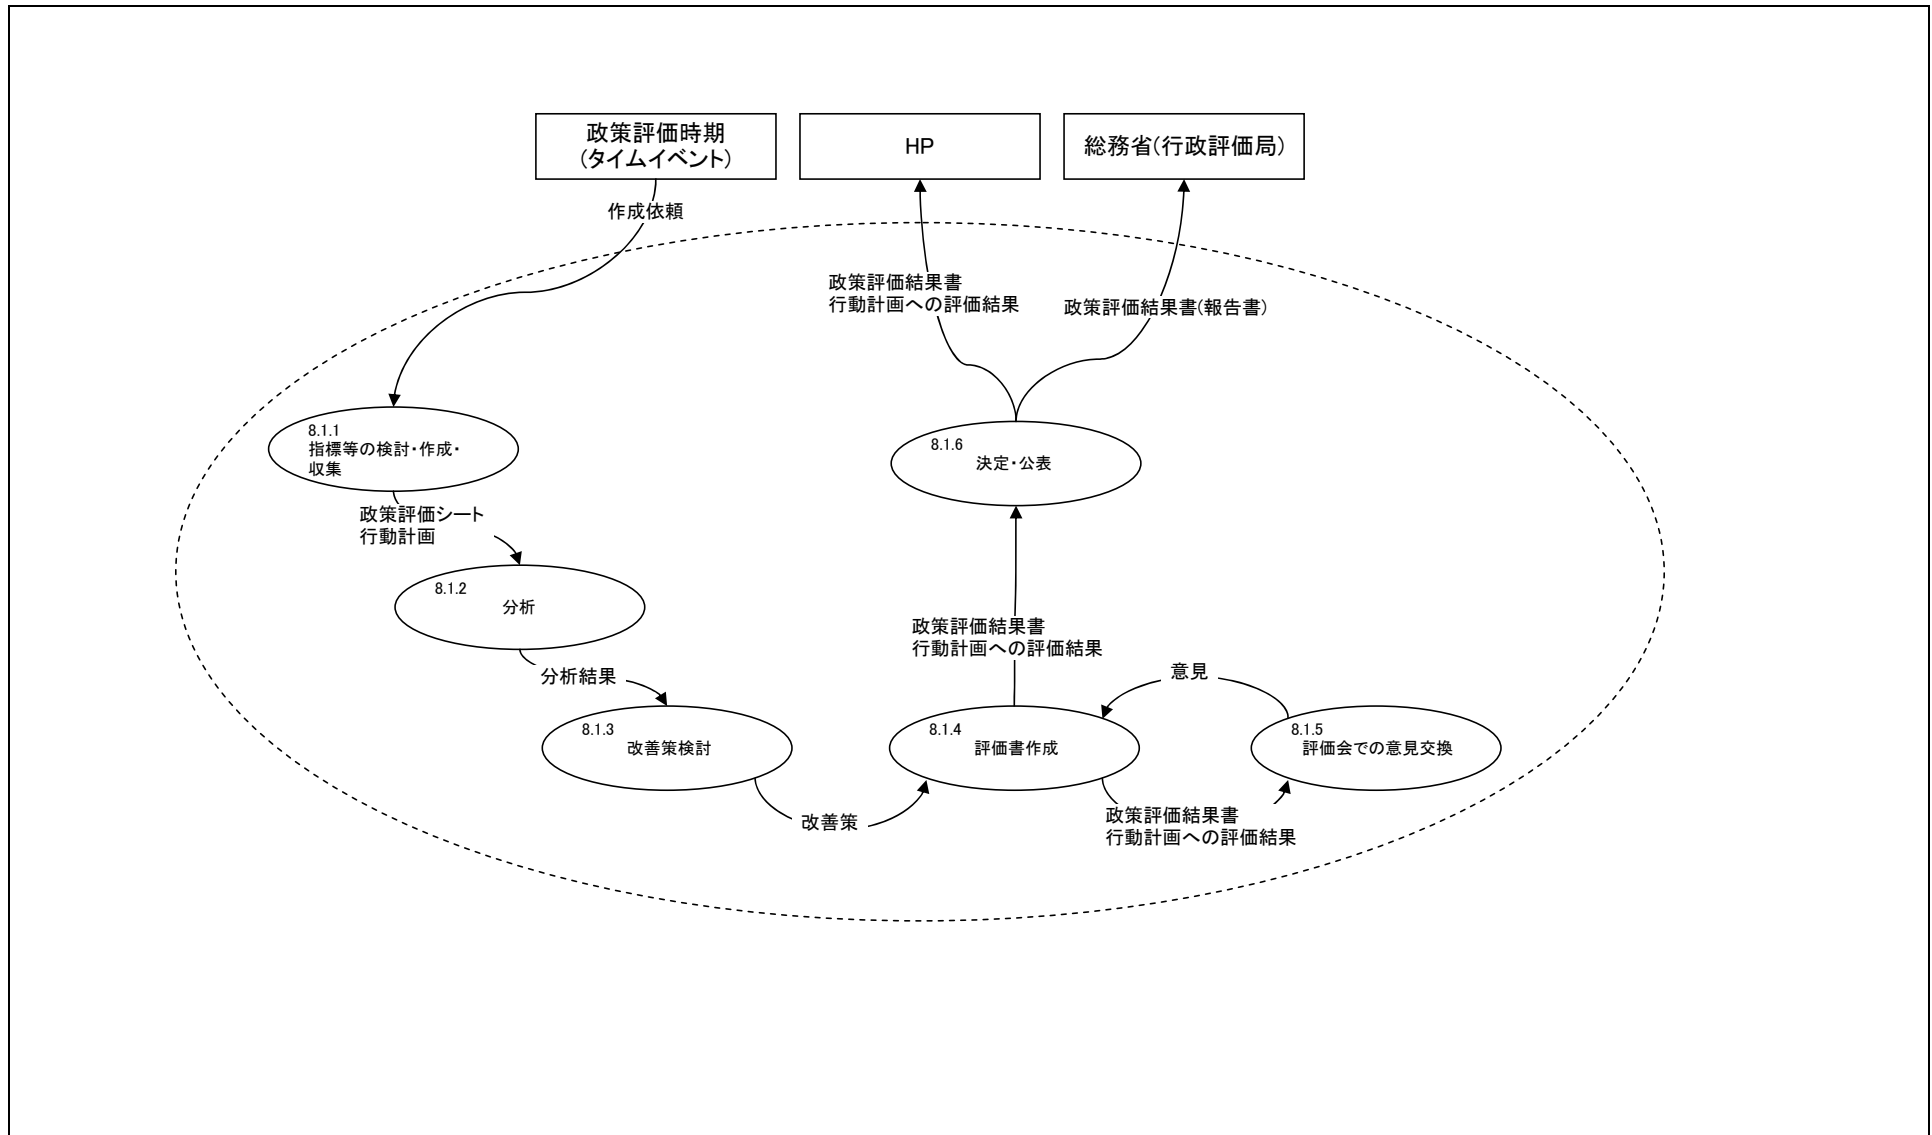 政策評価時期
(タイムイベント)
HP
総務省(行政評価局)
作成依頼
政策評価結果書
行動計画への評価結果
政策評価結果書(報告書)
8.1.1
指標等の検討・作成・
収集
8.1.6
決定・公表
政策評価シート
行動計画
8.1.2
分析
政策評価結果書
行動計画への評価結果
分析結果
意見
8.1.3
改善策検討
8.1.4
評価書作成
8.1.5
評価会での意見交換
改善策
政策評価結果書
行動計画への評価結果